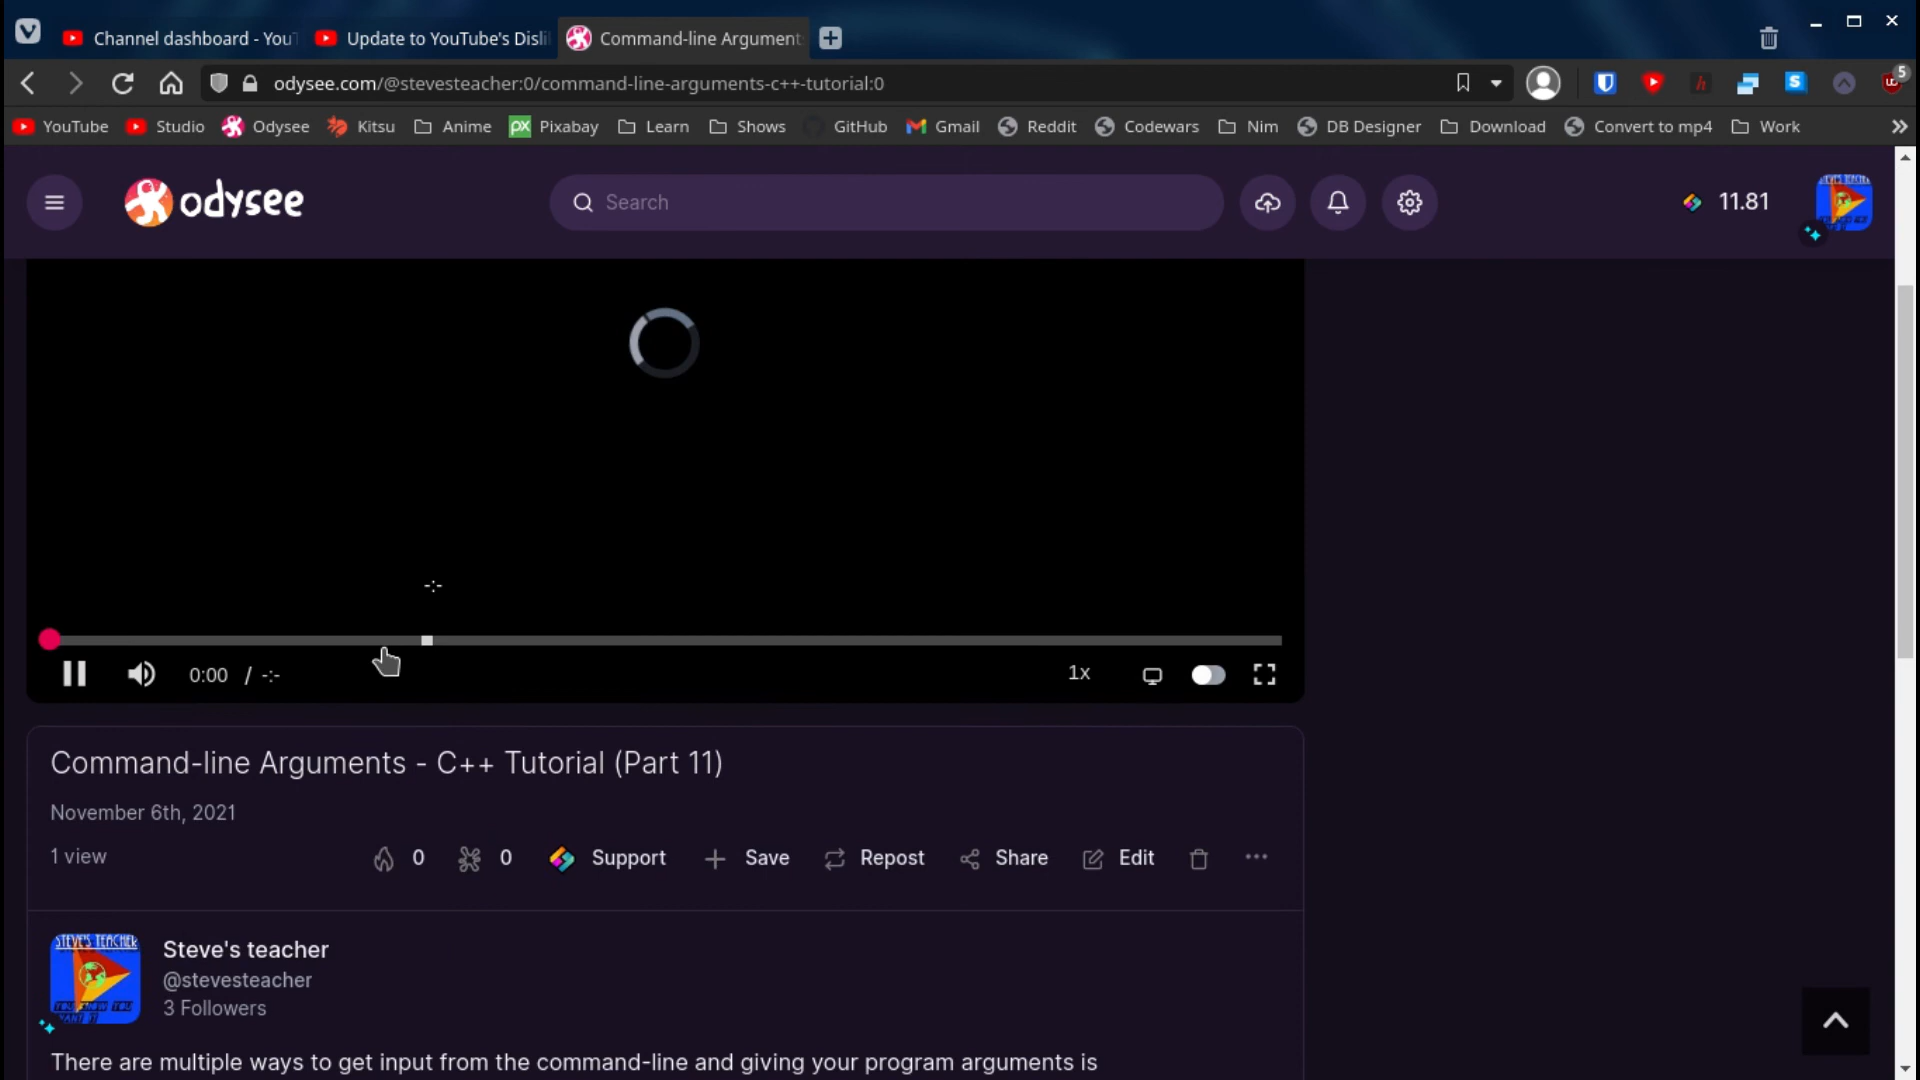 Channel dashboard - You
Update to YouTube's Disli
Command-line Argument
odysee.com/@stevesteacher:0/command-line-arguments-c++-tutorial:0
5
YouTube
Studio
Odysee
Kitsu
Anime
px
Pixabay
Learn
Shows
GitHub
Gmail
Reddit
Codewars
Nim
DB Designer
Download
Convert to mp4
Work
odysee
Search
11.81
-:-
0:00 / -:-
1x
Command-line Arguments - C++ Tutorial (Part 11)
November 6th, 2021
1 view
0
0
Support
Save
Repost
Share
Edit
STEVE'S TEACHER
Steve's teacher
@stevesteacher
3 Followers
There are multiple ways to get input from the command-line and giving your program arguments is